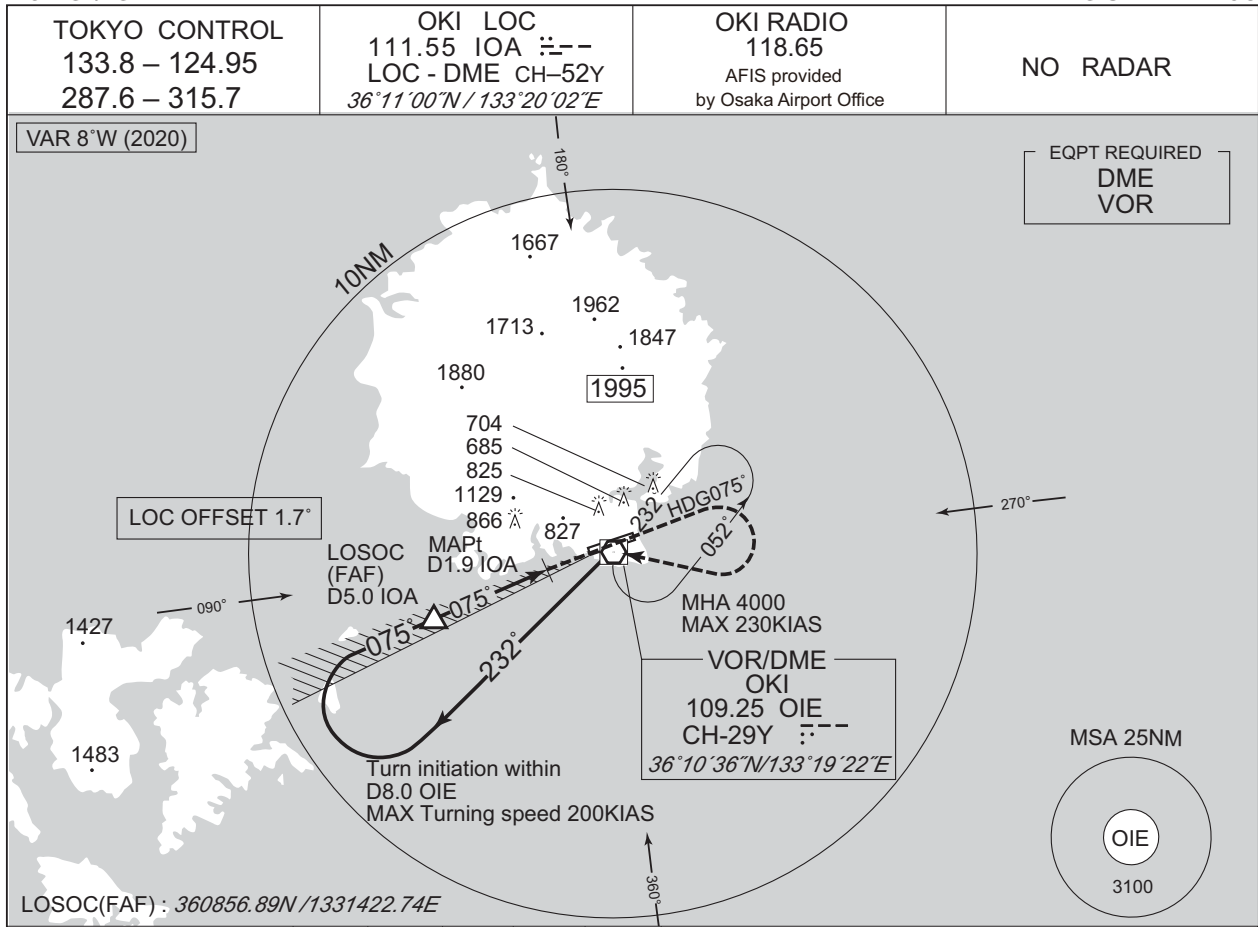 TOKYO CONTROL
133.8 – 124.95
287.6 – 315.7
OKI LOC
111.55 IOA
LOC - DME CH–52Y
36°11´00˝N / 133°20´02˝E
OKI RADIO
118.65
AFIS provided
by Osaka Airport Office
NO RADAR
VAR 8°W (2020)
180°
EQPT REQUIRED
DME
VOR
10NM
1667
1962
1713
1847
1880
1995
704
685
825
1129
866
827
232
HDG075°
052°
270°
LOC OFFSET 1.7°
LOSOC
(FAF)
D5.0 IOA
MAPt
D1.9 IOA
090°
075°
075°
232°
1427
1483
MHA 4000
MAX 230KIAS
VOR/DME
OKI
109.25 OIE
CH-29Y
36°10´36˝N/133°19´22˝E
Turn initiation within
D8.0 OIE
MAX Turning speed 200KIAS
MSA 25NM
OIE
3100
360°
LOSOC(FAF) : 360856.89N /1331422.74E